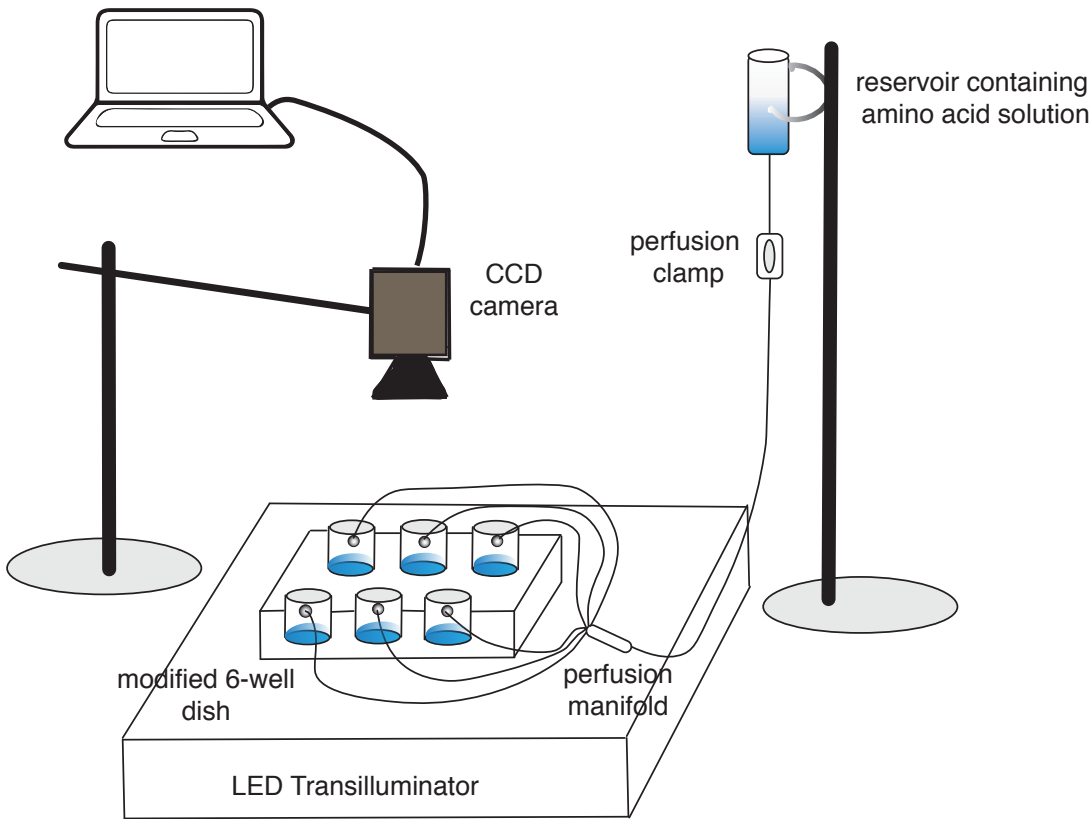 reservoir containing
amino acid solution
perfusion
clamp
CCD
camera
modified 6-well
dish
perfusion
manifold
LED Transilluminator